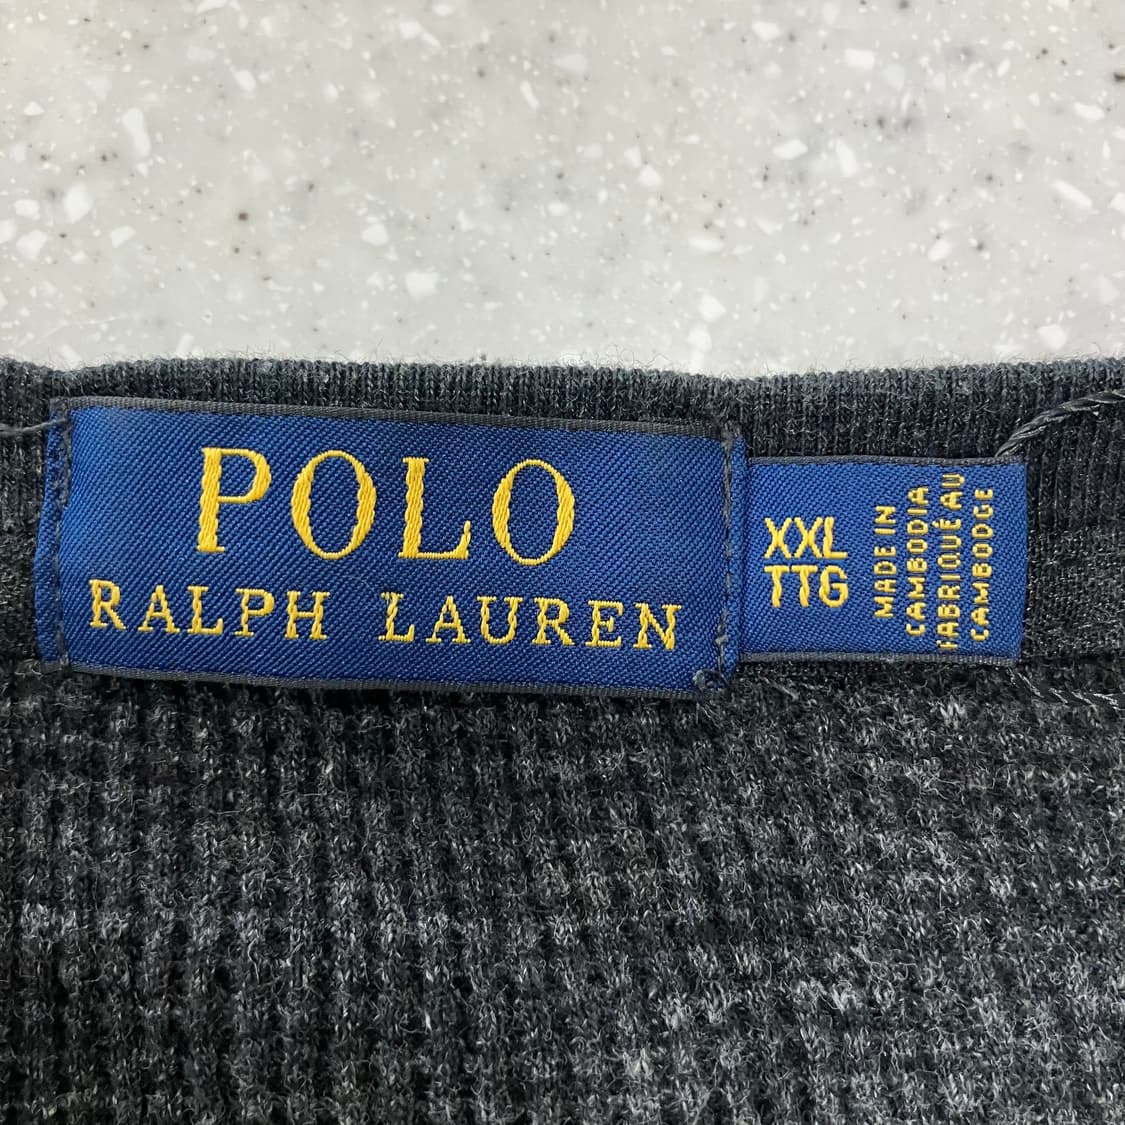 POLO
RALPH LAUREN
XXL
TTG
MADE IN
CAMBODIA
FABRIQUÉ AU
CAMBODGE